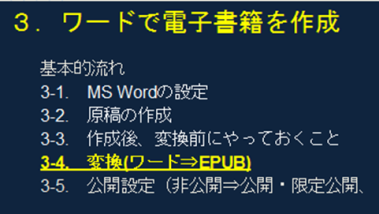 ３．ワードで電子書籍を作成
基本的流れ
3-1.　MS Wordの設定
3-2.　原稿の作成
3-3.　作成後、変換前にやっておくこと
3-4.　変換(ワード⇒EPUB)
3-5.　公開設定（非公開⇒公開・限定公開、